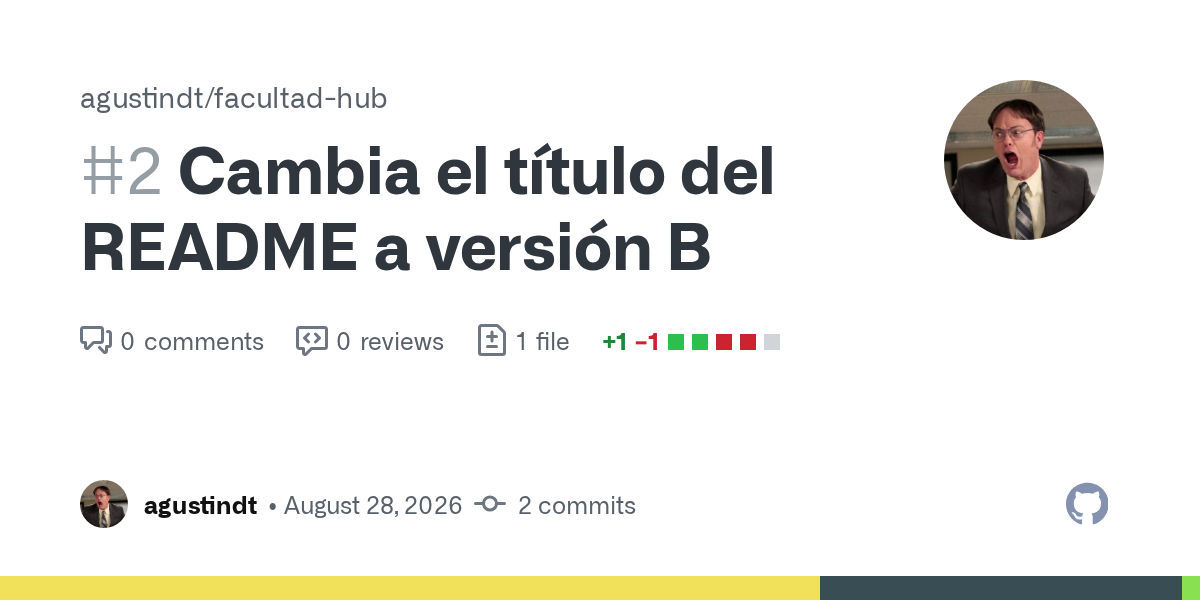 agustindt/facultad-hub
#2 Cambia el título del
README a versión B
0 comments 0 reviews 1 file +1 −1
agustindt • August 28, 2026 2 commits